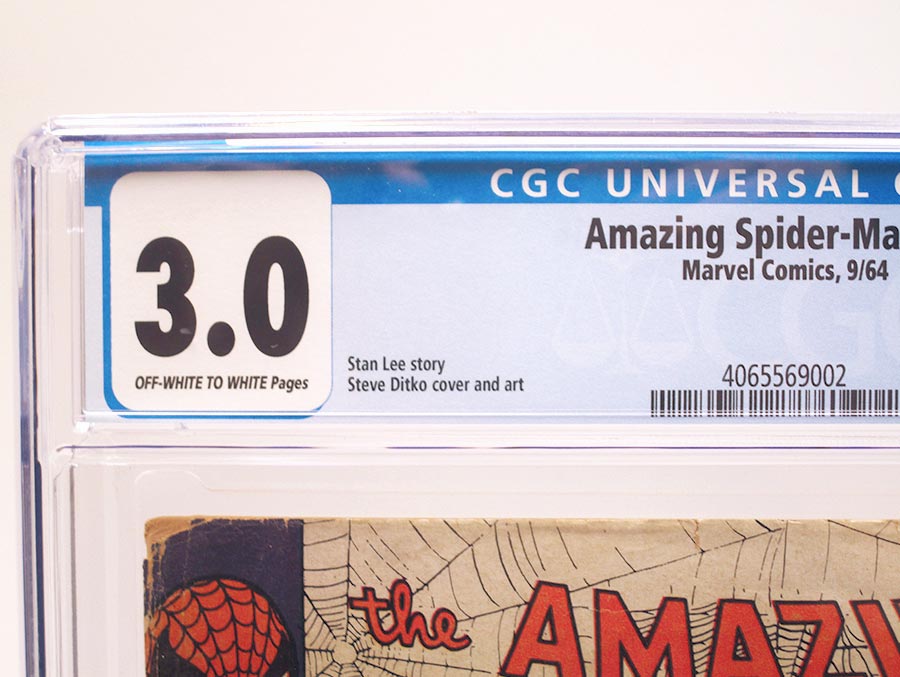 CGC UNIVERSAL
Amazing Spider-Ma
Marvel Comics, 9/64
3.0
OFF-WHITE TO WHITE Pages
Stan Lee story
Steve Ditko cover and art
4065569002
CGC
the AMAZ